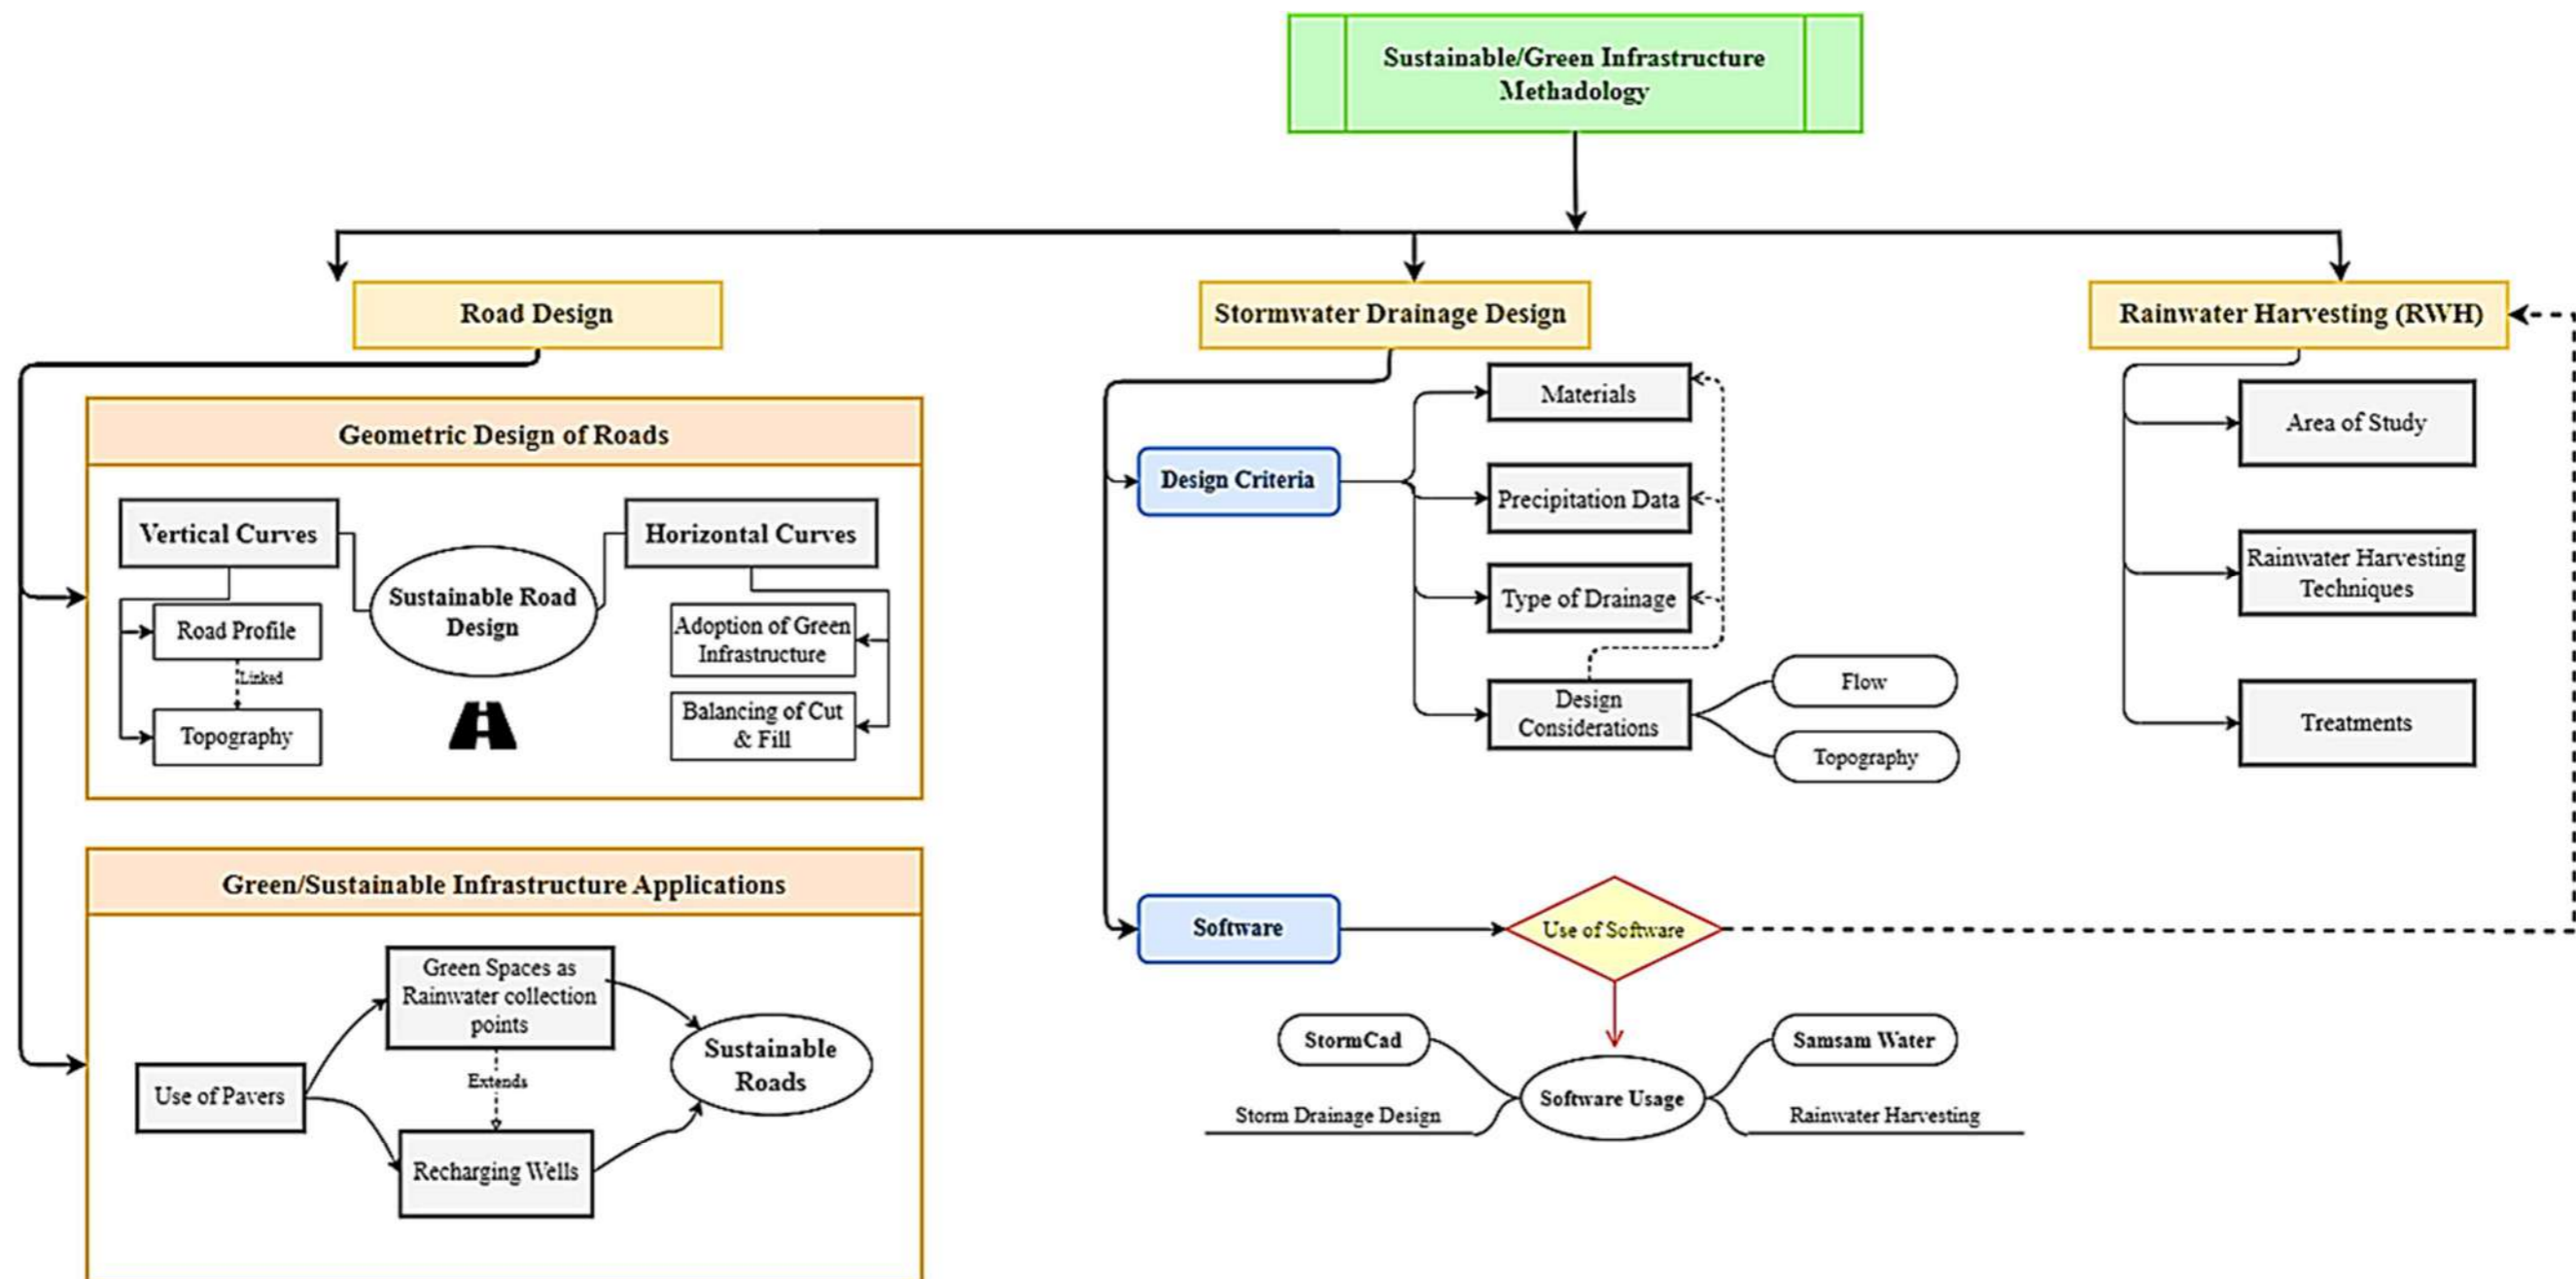 Sustainable/Green Infrastructure
Methadology
Road Design
Stormwater Drainage Design
Rainwater Harvesting (RWH)
Geometric Design of Roads
Vertical Curves
Horizontal Curves
Sustainable Road
Design
Road Profile
Linked
Topography
Adoption of Green
Infrastructure
Balancing of Cut
& Fill
Green/Sustainable Infrastructure Applications
Green Spaces as
Rainwater collection
points
Extends
Use of Pavers
Recharging Wells
Sustainable
Roads
Design Criteria
Materials
Precipitation Data
Type of Drainage
Design
Considerations
Flow
Topography
Software
Use of Software
StormCad
Samsam Water
Software Usage
Storm Drainage Design
Rainwater Harvesting
Area of Study
Rainwater Harvesting
Techniques
Treatments